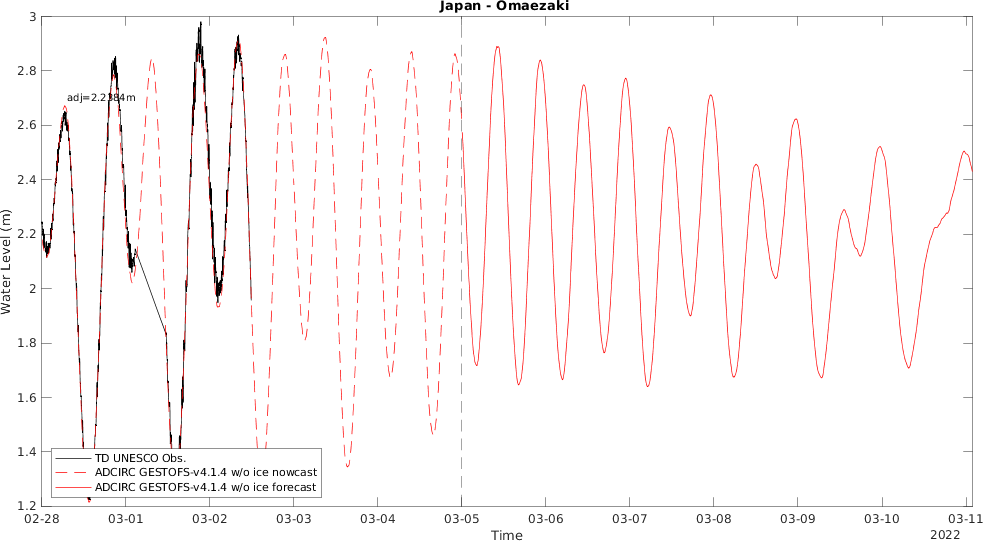 Japan - Omaezaki
3
2.8
2.6
2.4
2.2
2
1.8
1.6
1.4
1.2
Water Level (m)
adj=2.2384m
TD UNESCO Obs.
ADCIRC GESTOFS-v4.1.4 w/o ice nowcast
ADCIRC GESTOFS-v4.1.4 w/o ice forecast
02-28 03-01 03-02 03-03 03-04 03-05 03-06 03-07 03-08 03-09 03-10 03-11
Time
2022